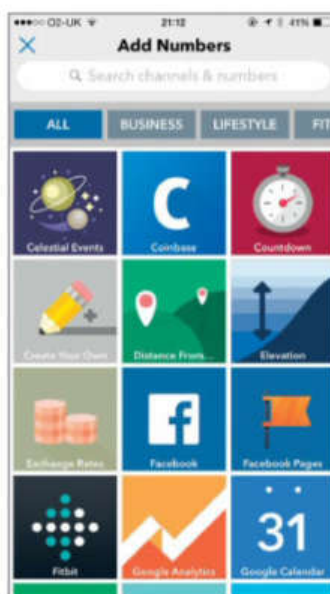 O2-UK 21:12 41%
Add Numbers
Search channels & numbers
ALL BUSINESS LIFESTYLE FIT
Celestial Events
C
Coinbase
Countdown
Create Your Own
Distance From...
Elevation
Exchange Rates
Facebook
Facebook Pages
Fitbit
Google Analytics
31
Google Calendar